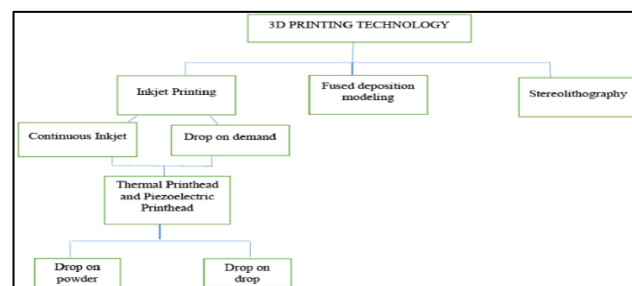 3D PRINTING TECHNOLOGY
Inkjet Printing
Fused deposition
modeling
Stereolithography
Continuous Inkjet
Drop on demand
Thermal Printhead
and Piezoelectric
Printhead
Drop on
powder
Drop on
drop